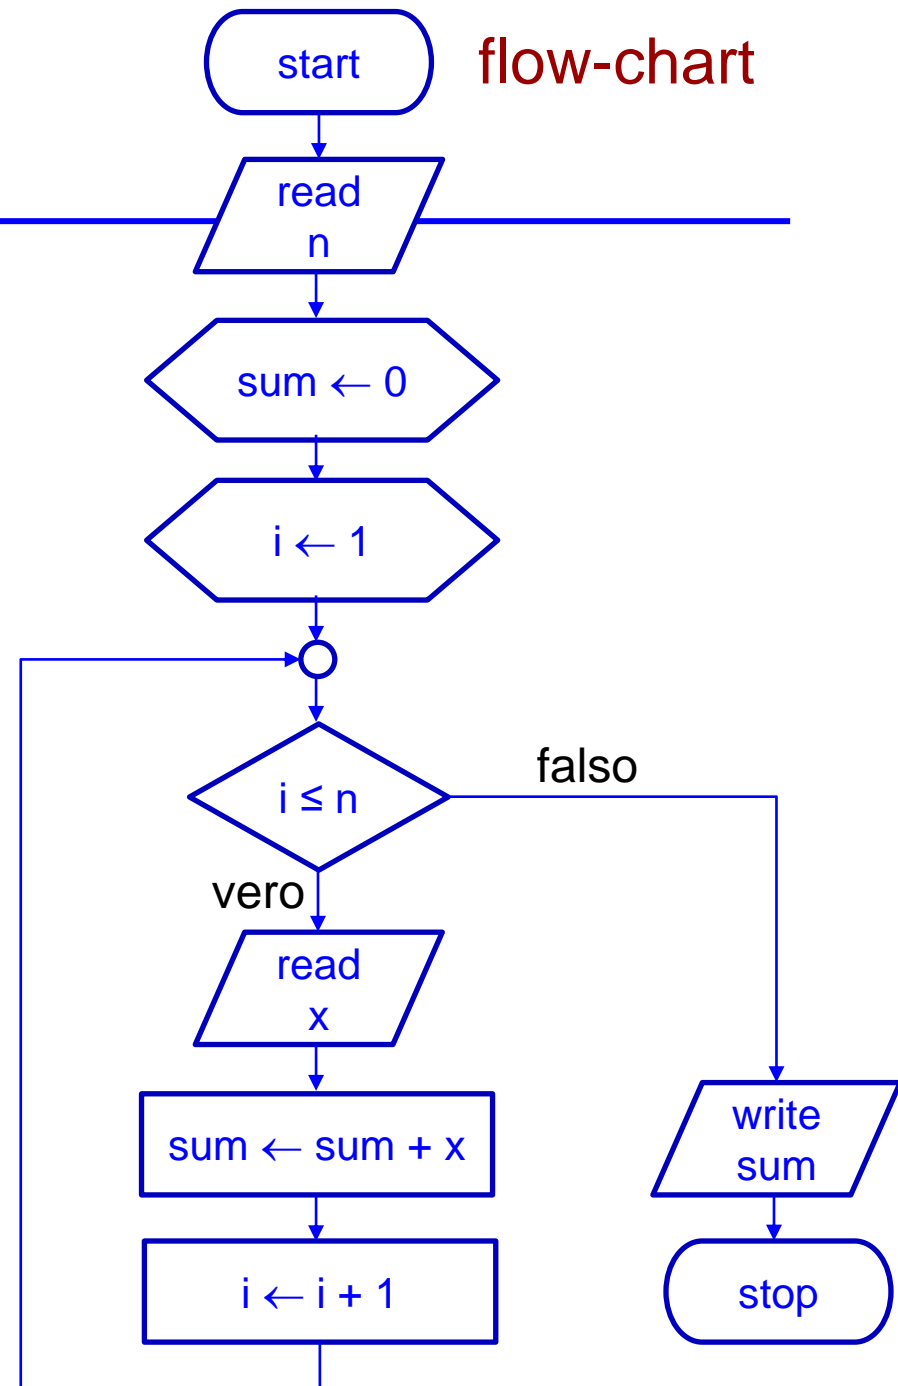 start
flow-chart
read
n
sum ← 0
i ← 1
i ≤ n
falso
vero
read
x
sum ← sum + x
i ← i + 1
write
sum
stop